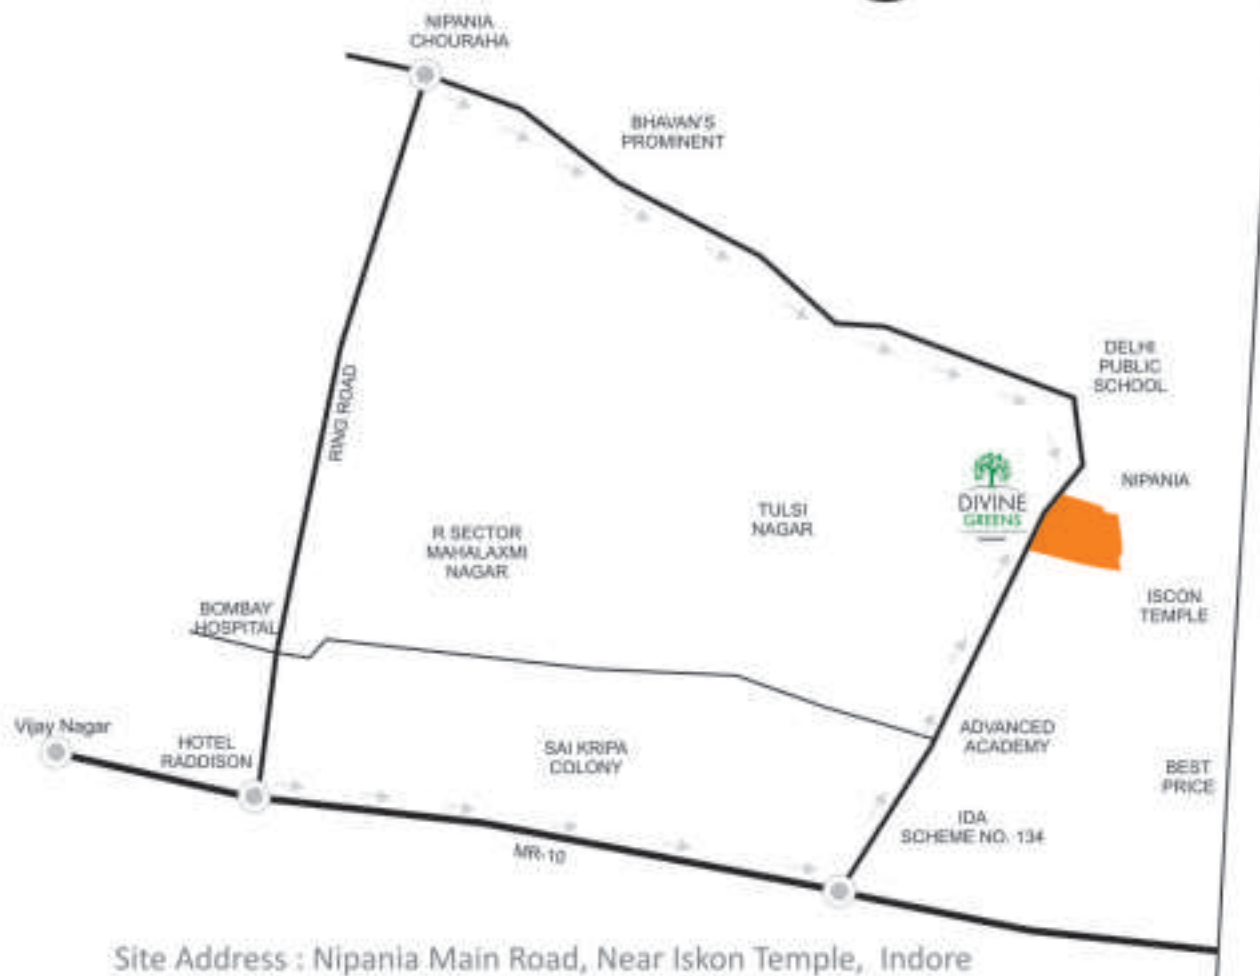 NIPANIA
CHOURAHA
BHAVAN'S
PROMINENT
DELHI
PUBLIC
SCHOOL
RING ROAD
NIPANIA
DIVINE
GREENS
TULSI
NAGAR
R SECTOR
MAHALAXMI
NAGAR
ISCON
TEMPLE
BOMBAY
HOSPITAL
Vijay Nagar
HOTEL
RADDISON
SAI KRIPA
COLONY
ADVANCED
ACADEMY
BEST
PRICE
IDA
SCHEME NO. 134
MR-10
Site Address : Nipania Main Road, Near Iskon Temple, Indore